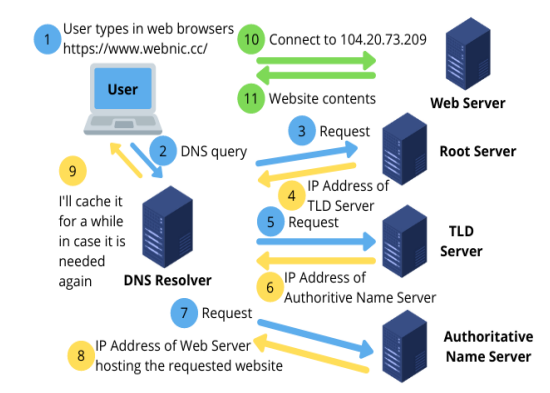 1
User types in web browsers
https://www.webnic.cc/
User
10
Connect to 104.20.73.209
11
Website contents
Web Server
2
DNS query
3
Request
Root Server
4
IP Address of
TLD Server
5
Request
TLD
Server
6
IP Address of
Authoritive Name Server
7
Request
8
IP Address of Web Server
hosting the requested website
Authoritative
Name Server
9
I'll cache it
for a while
in case it is
needed
again
DNS Resolver